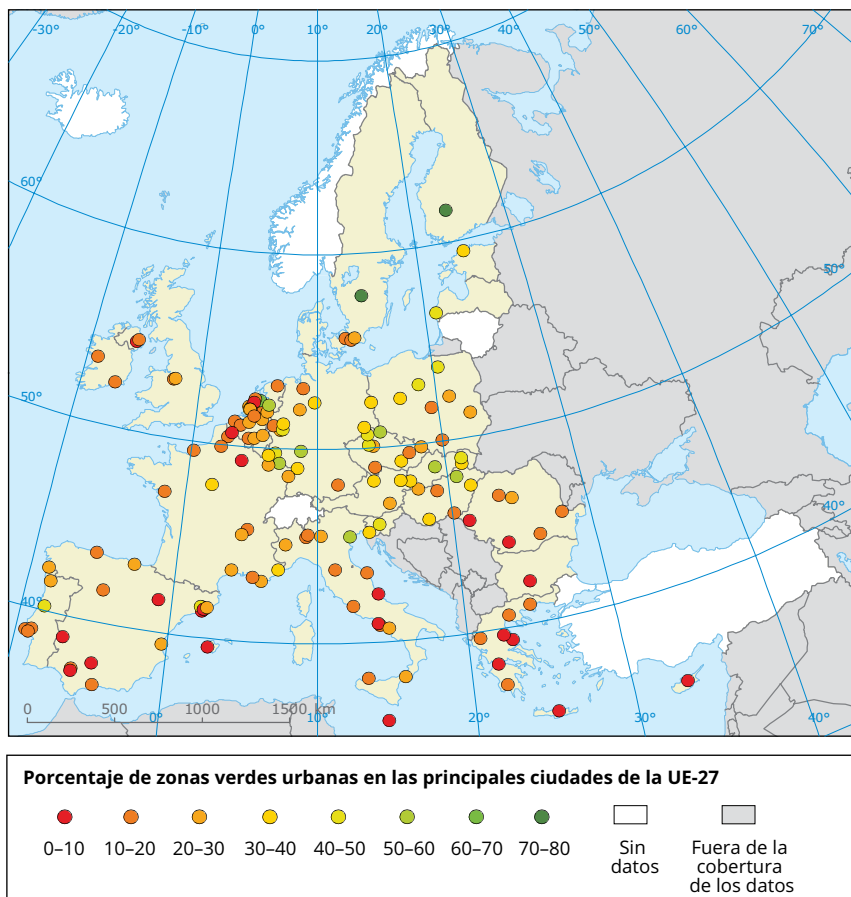 -30° -20° -10° 0° 10° 20° 30° 40° 50° 60° 70°
60°
50°
50°
40°
40°
0 500 1000 1500 km
0° 10° 20° 30° 40°
Porcentaje de zonas verdes urbanas en las principales ciudades de la UE-27
0–10 10–20 20–30 30–40 40–50 50–60 60–70 70–80 Sin datos Fuera de la cobertura de los datos